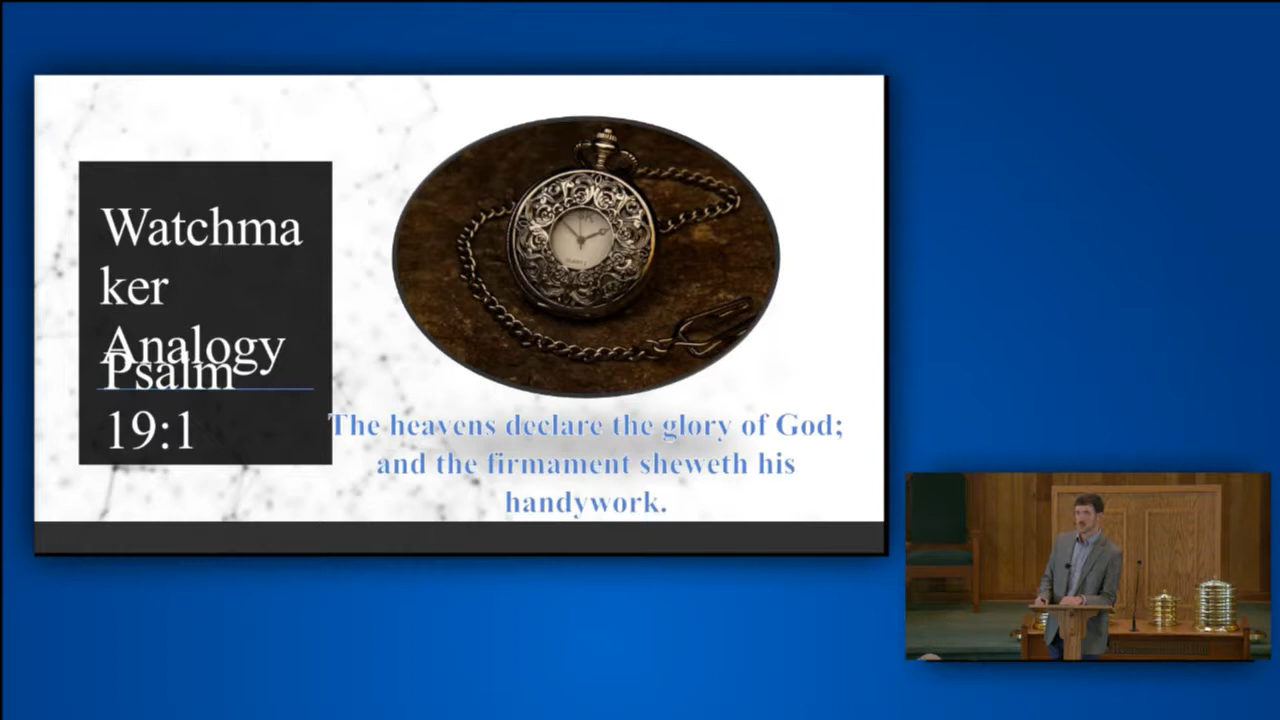 Watchma
ker
Analogy
Psalm
19:1
The heavens declare the glory of God;
and the firmament sheweth his
handywork.